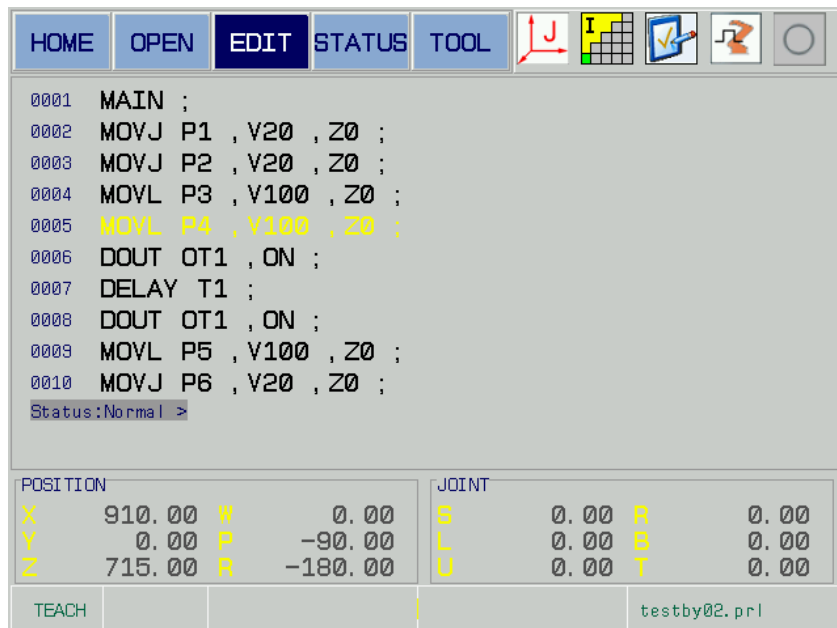 HOME OPEN EDIT STATUS TOOL J I
0001 MAIN ;
0002 MOVJ P1 , V20 , Z0 ;
0003 MOVJ P2 , V20 , Z0 ;
0004 MOVL P3 , V100 , Z0 ;
0005 MOVL P4 , V100 , Z0 ;
0006 DOUT OT1 , ON ;
0007 DELAY T1 ;
0008 DOUT OT1 , ON ;
0009 MOVL P5 , V100 , Z0 ;
0010 MOVJ P6 , V20 , Z0 ;
Status:Normal >
POSITION JOINT
X 910.00 W 0.00 S 0.00 R 0.00
Y 0.00 P -90.00 L 0.00 B 0.00
Z 715.00 R -180.00 U 0.00 T 0.00
TEACH testby02.prl